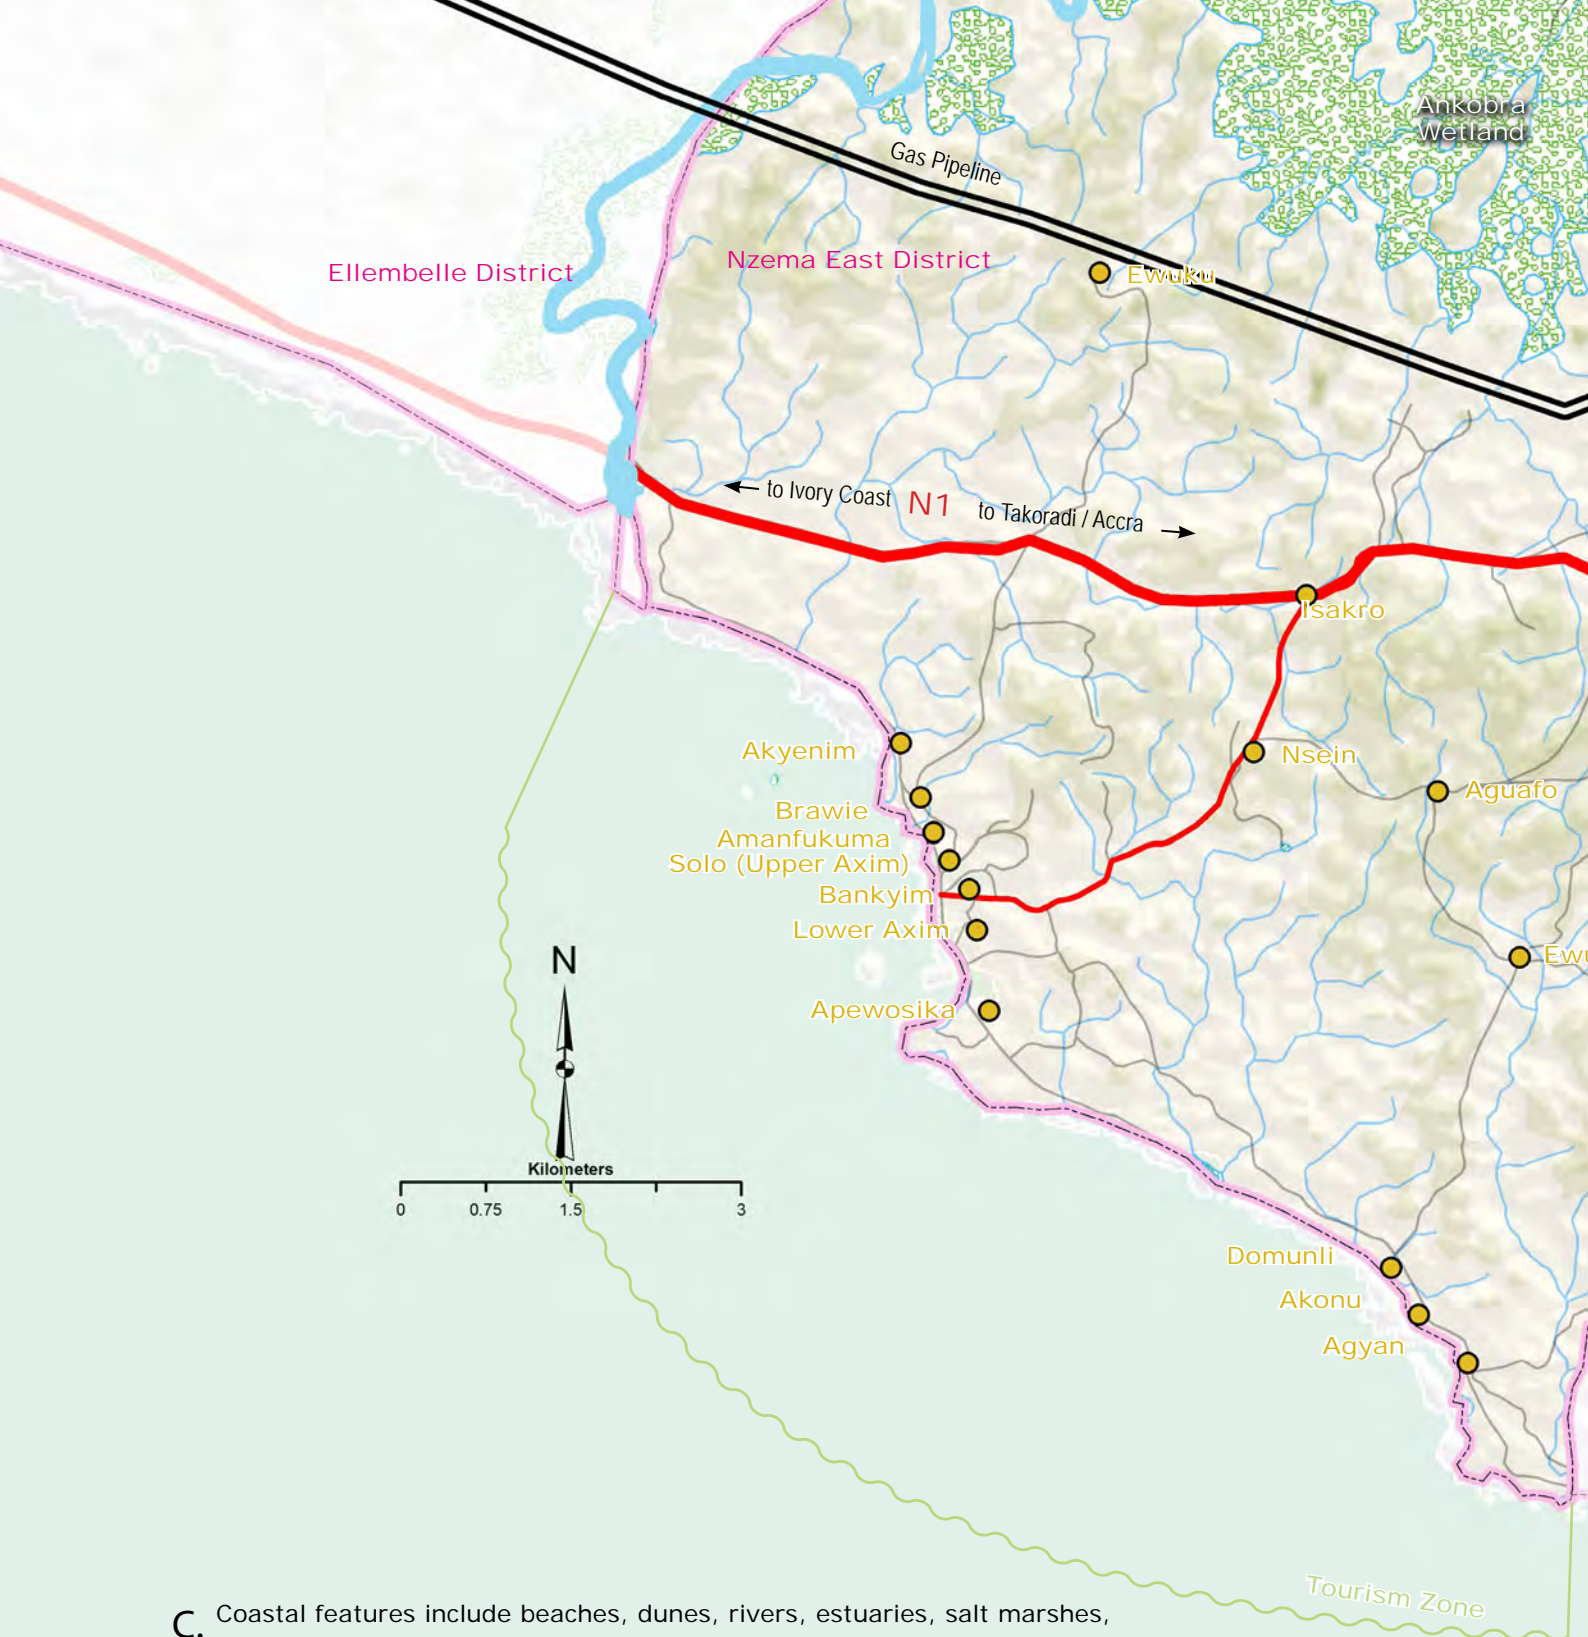 Ankobra
Wetland
Gas Pipeline
Ellembelle District
Nzema East District
Ewuku
to Ivory Coast N1 to Takoradi / Accra
Isakro
Akyenim
Nsein
Aguafo
Brawie
Amanfukuma
Solo (Upper Axim)
Bankyim
Lower Axim
Ewu
N
Apewosika
Kilometers
0 0.75 1.5 3
Domunli
Akonu
Agyan
Tourism Zone
C. Coastal features include beaches, dunes, rivers, estuaries, salt marshes,